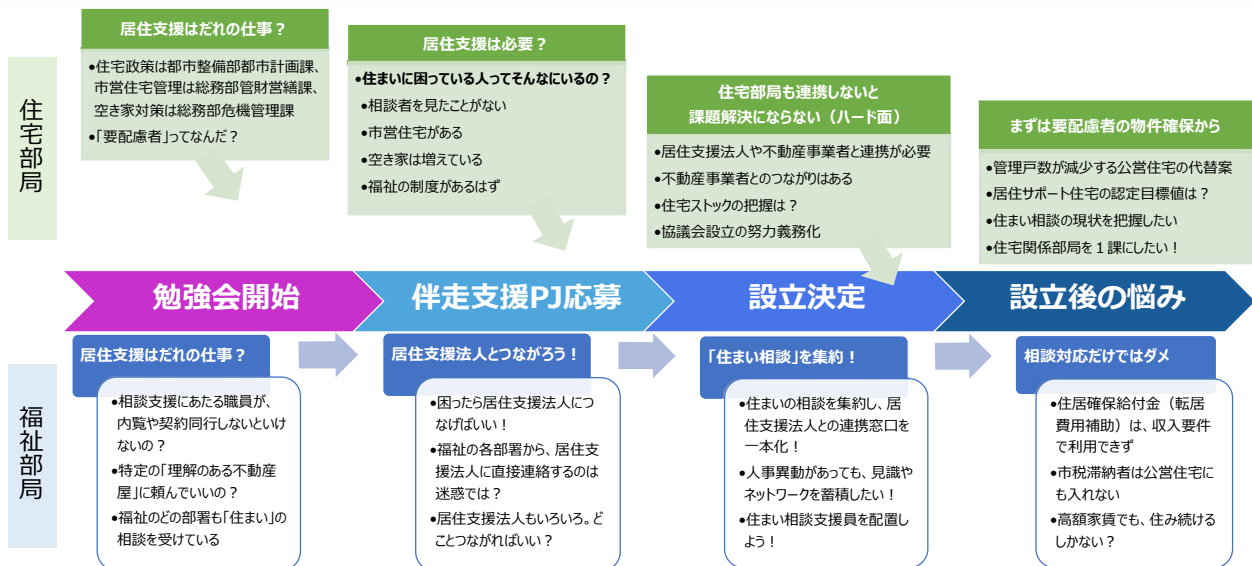 住宅部局
居住支援はだれの仕事？
•住宅政策は都市整備部都市計画課、
市営住宅管理は総務部管財営繕課、
空き家対策は総務部危機管理課
•「要配慮者」ってなんだ？
居住支援は必要？
•住まいに困っている人ってそんなにいるの？
•相談者を見たことがない
•市営住宅がある
•空き家は増えている
•福祉の制度があるはず
住宅部局も連携しないと
課題解決にならない（ハード面）
•居住支援法人や不動産事業者と連携が必要
•不動産事業者とのつながりはある
•住宅ストックの把握は？
•協議会設立の努力義務化
まずは要配慮者の物件確保から
•管理戸数が減少する公営住宅の代替案
•居住サポート住宅の認定目標値は？
•住まい相談の現状を把握したい
•住宅関係部局を１課にしたい！
勉強会開始
伴走支援PJ応募
設立決定
設立後の悩み
福祉部局
居住支援はだれの仕事？
•相談支援にあたる職員が、
内覧や契約同行しないといけ
ないの？
•特定の「理解のある不動産
屋」に頼んでいいの？
•福祉のどの部署も「住まい」の
相談を受けている
居住支援法人とつながろう！
•困ったら居住支援法人につ
なげばいい！
•福祉の各部署から、居住支
援法人に直接連絡するのは
迷惑では？
•居住支援法人もいろいろ。ど
ことつながればいい？
「住まい相談」を集約！
•住まいの相談を集約し、居
住支援法人との連携窓口を
一本化！
•人事異動があっても、見識や
ネットワークを蓄積したい！
•住まい相談支援員を配置し
よう！
相談対応だけではダメ
•住居確保給付金（転居
費用補助）は、収入要件
で利用できず
•市税滞納者は公営住宅に
も入れない
•高額家賃でも、住み続ける
しかない？